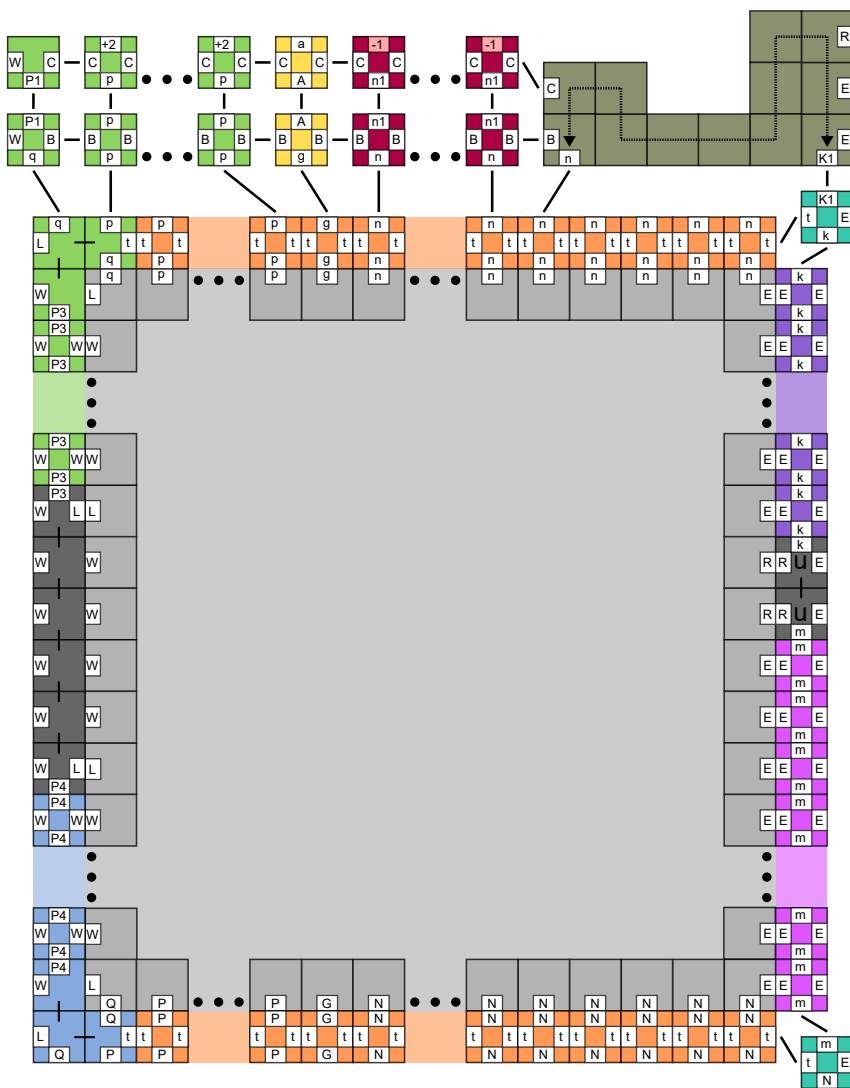 +2 +2 a -1 -1 R
W C C C C C C C C C C C C E
P1 p p A n1 n1
P1 p p A n1 n1
W B B B B B B B B B B B B E
q p p g n n n K1
K1
t E
k
q p p p g n n n n n n n
L t t t t t t t t t t t t t t t t t t t t t t
q p p g n n n n n n n
k
W L E E E
P3 k
P3 k
W W W E E E
P3 k
P3 k
W W W E E E
P3 k
P3 k
W L L E E E
k
k
W W R R u E
W W R R u E
m
m
W W E E E
m
m
W W E E E
m
m
W L L E E E
P4 m
P4 m
W W W E E E
P4 m
P4 m
W W W E E E
P4 m
P4 m
W L E E E
Q P P G N N N N N N N m
Q P P G N N N N N N N
L t t t t t t t t t t t t t t t t t t t t t t
Q P P P G N N N N N N N
m
t E
N